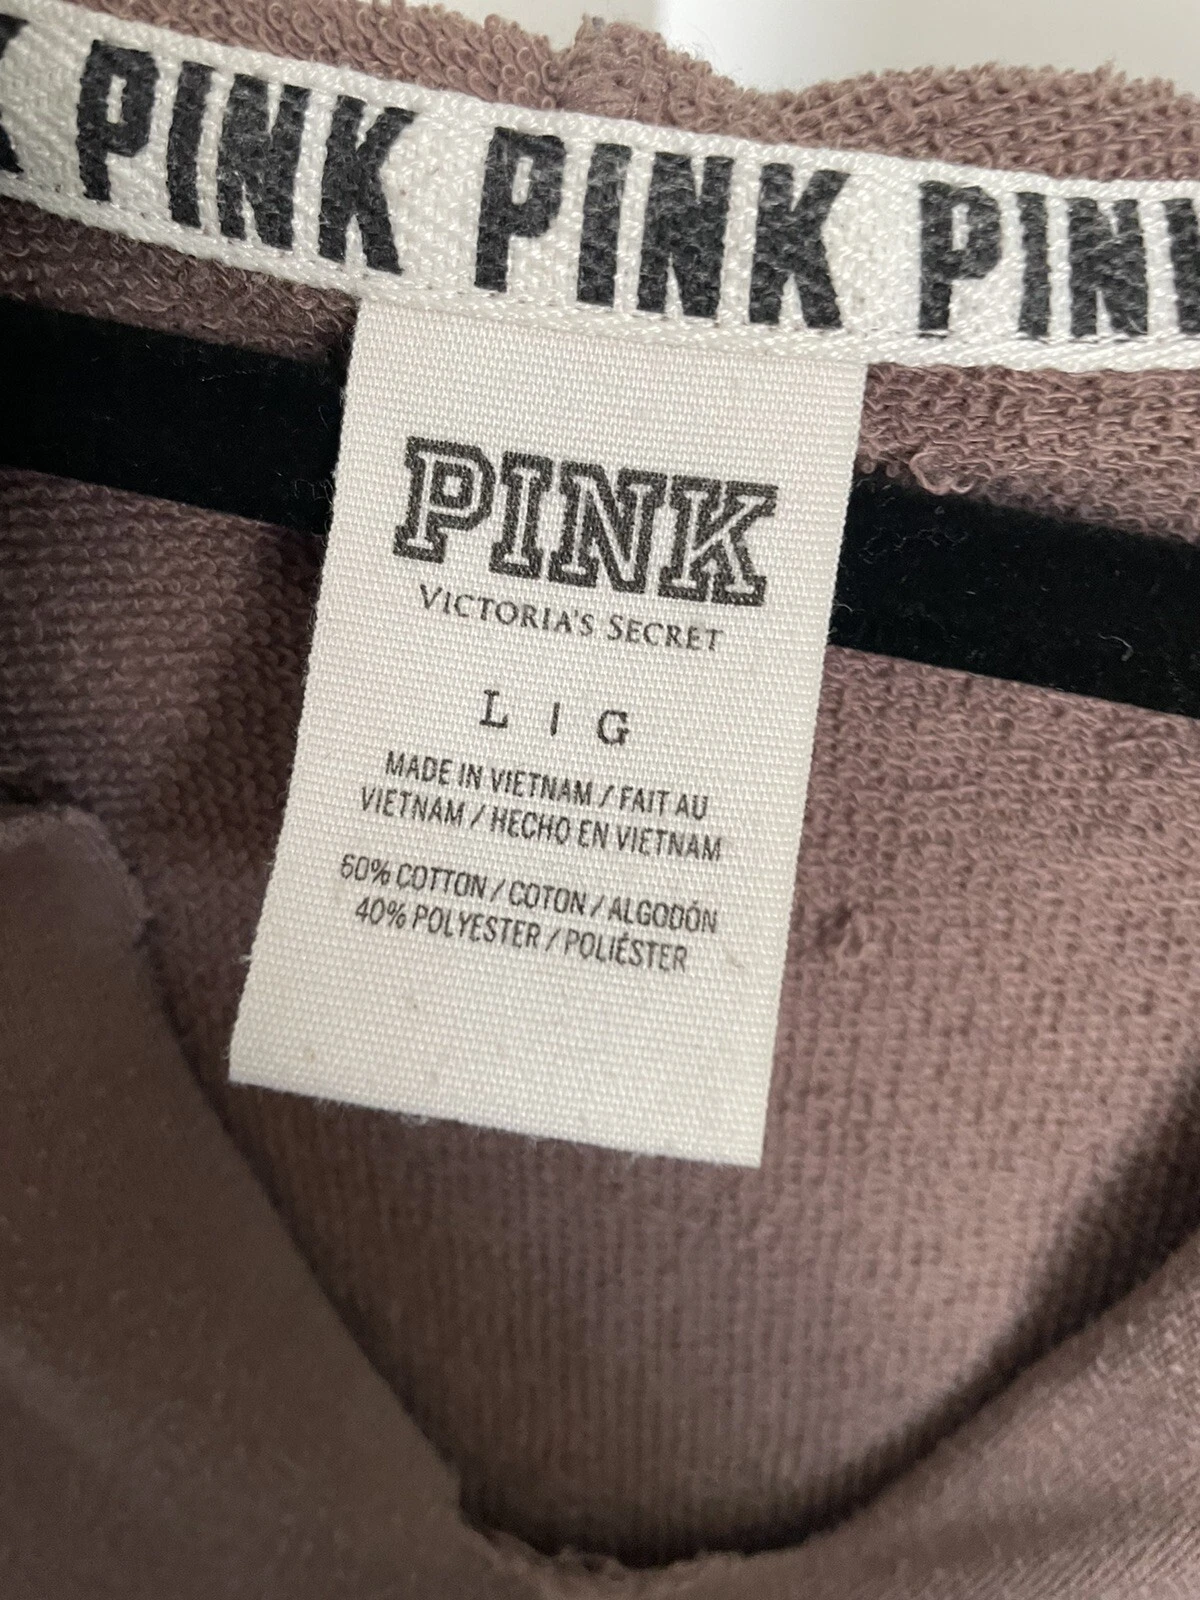 PINK PINK PINK
PINK
VICTORIA'S SECRET
L | G
MADE IN VIETNAM / FAIT AU
VIETNAM / HECHO EN VIETNAM
60% COTTON / COTON / ALGODÓN
40% POLYESTER / POLIÉSTER